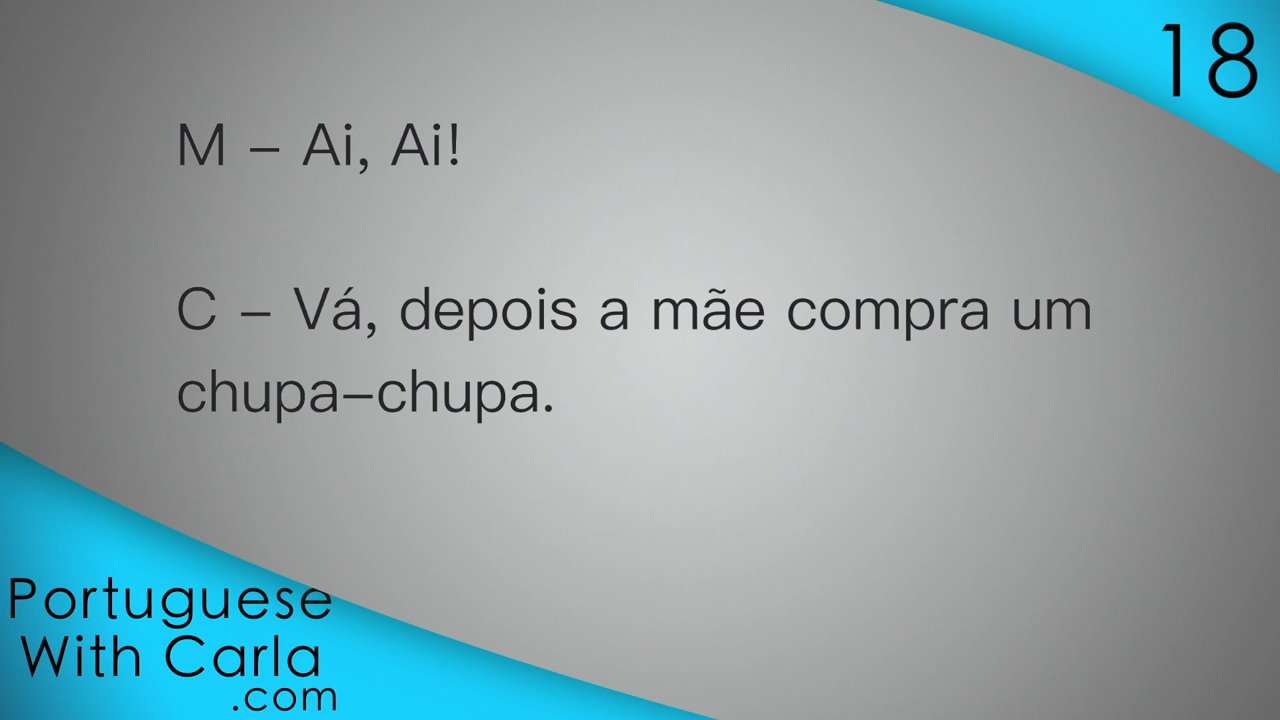 18
M – Ai, Ai!
C – Vá, depois a mãe compra um
chupa–chupa.
Portuguese
With Carla
.com